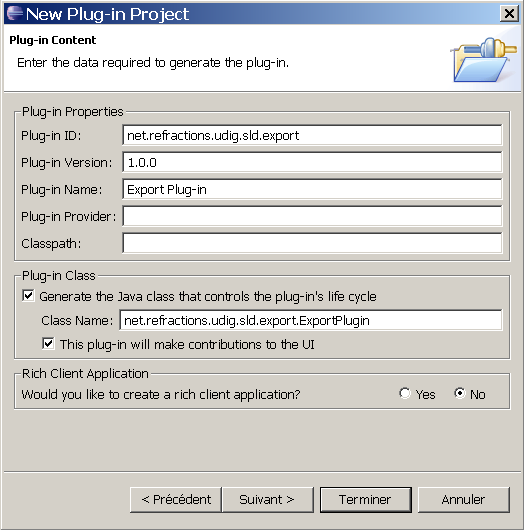 New Plug-in Project
Plug-in Content
Enter the data required to generate the plug-in.
Plug-in Properties
Plug-in ID: net.refractions.udig.sld.export
Plug-in Version: 1.0.0
Plug-in Name: Export Plug-in
Plug-in Provider:
Classpath:
Plug-in Class
Generate the Java class that controls the plug-in's life cycle
Class Name: net.refractions.udig.sld.export.ExportPlugin
This plug-in will make contributions to the UI
Rich Client Application
Would you like to create a rich client application? Yes No
< Précédent Suivant > Terminer Annuler